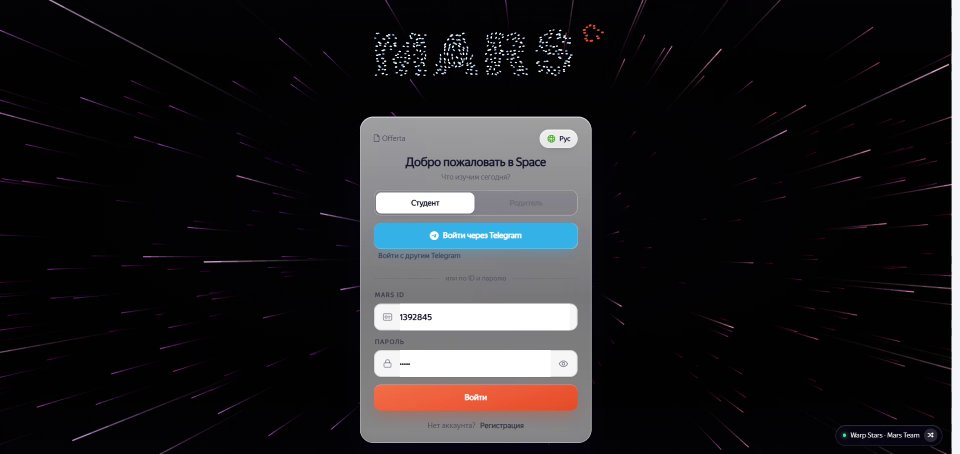 MARS
Offerta
Рус
Добро пожаловать в Space
Что изучим сегодня?
Студент
Родитель
Войти через Telegram
Войти с другим Telegram
или по ID и паролю
MARS ID
1392845
ПАРОЛЬ
Войти
Нет аккаунта? Регистрация
Warp Stars · Mars Team